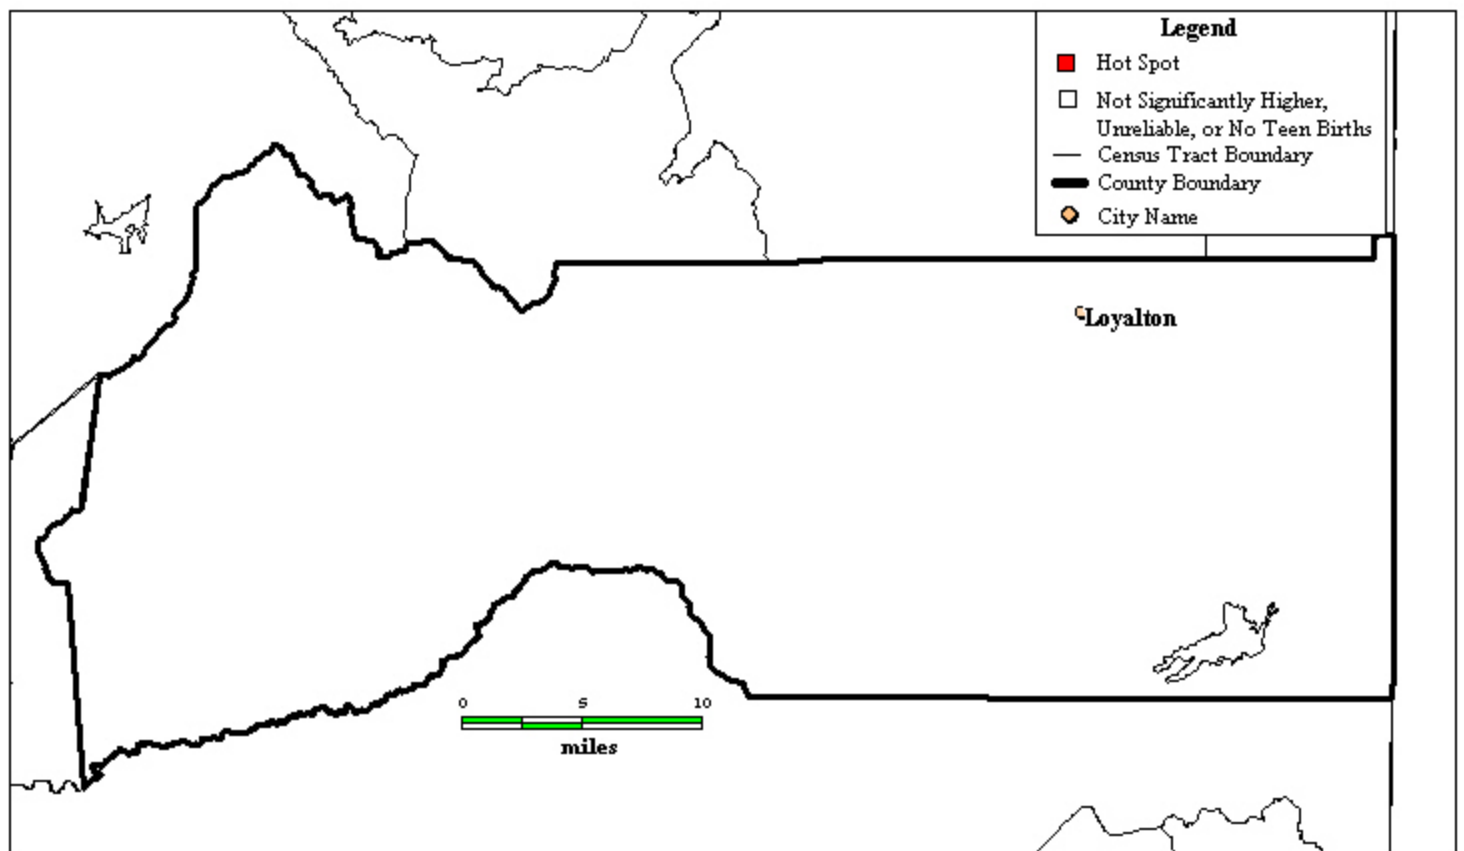 Legend
Hot Spot
Not Significantly Higher,
Unreliable, or No Teen Births
Census Tract Boundary
County Boundary
City Name
Loyalton
0 5 10
miles